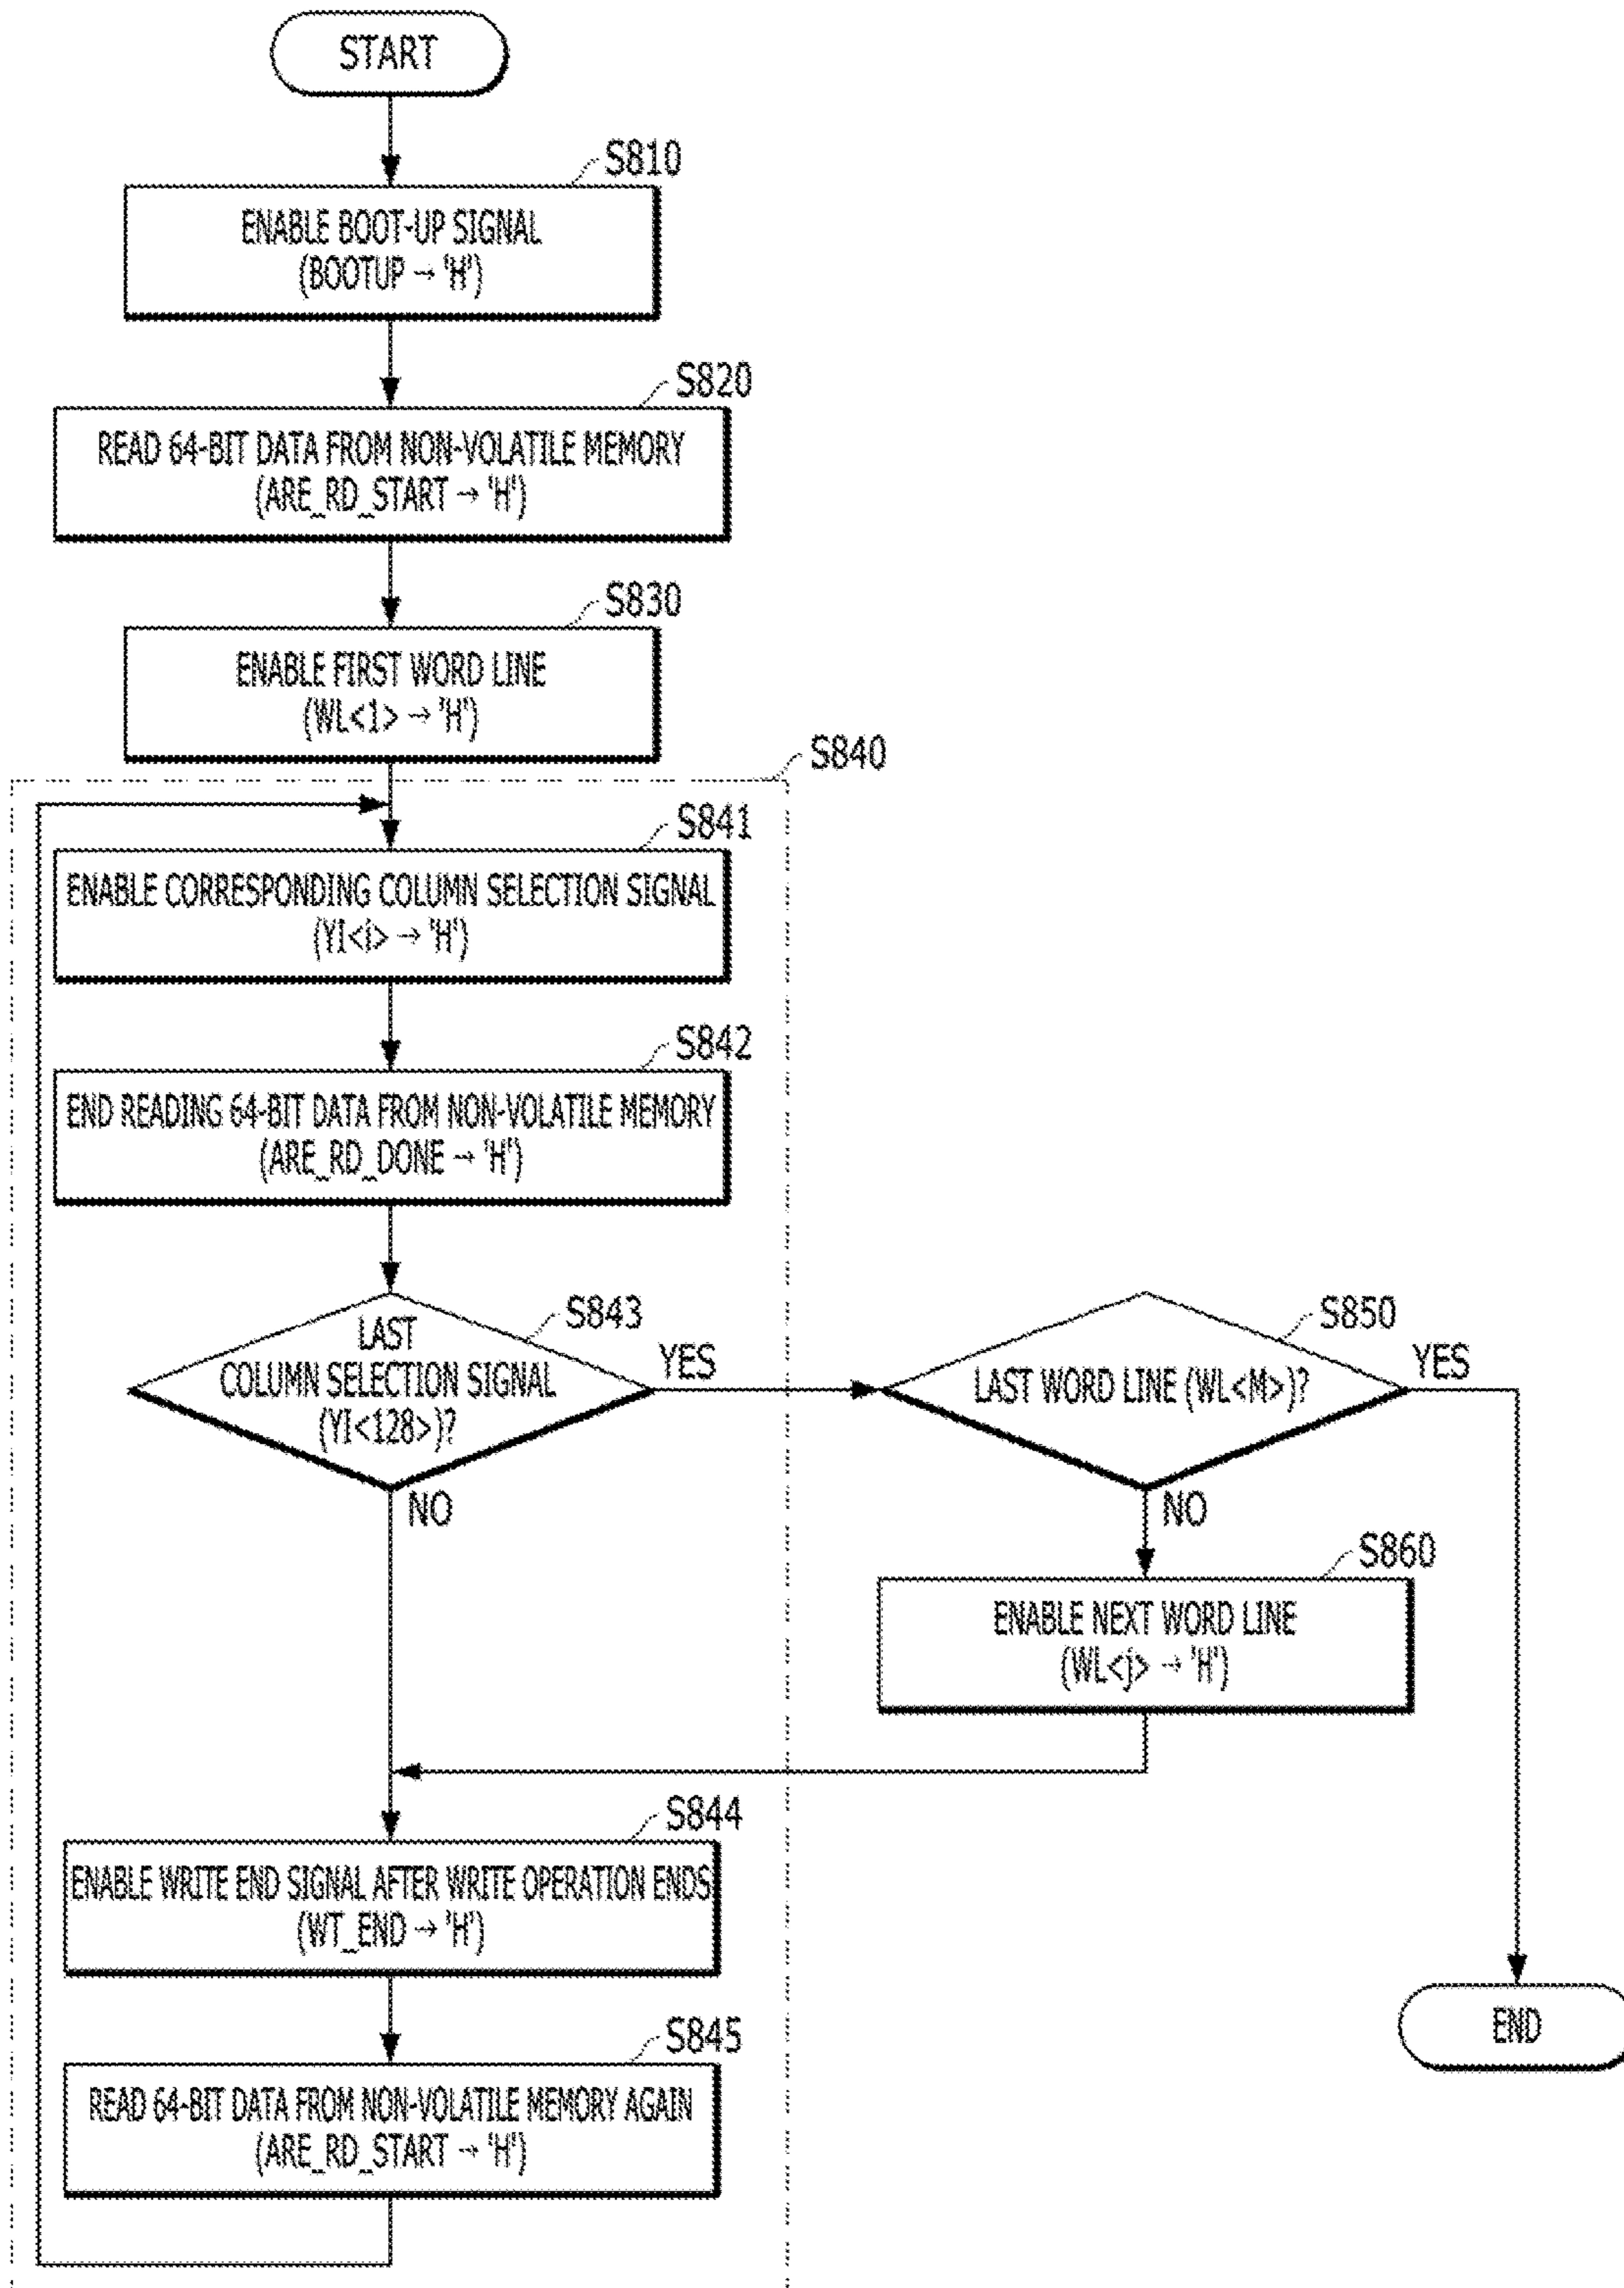 START
S810
ENABLE BOOT-UP SIGNAL
(BOOTUP → 'H')
S820
READ 64-BIT DATA FROM NON-VOLATILE MEMORY
(ARE_RD_START → 'H')
S830
ENABLE FIRST WORD LINE
(WL<1> → 'H')
S840
S841
ENABLE CORRESPONDING COLUMN SELECTION SIGNAL
(YI<i> → 'H')
S842
END READING 64-BIT DATA FROM NON-VOLATILE MEMORY
(ARE_RD_DONE → 'H')
S843
LAST
COLUMN SELECTION SIGNAL
(YI<128>)?
YES
NO
S850
LAST WORD LINE (WL<M>)?
YES
NO
S860
ENABLE NEXT WORD LINE
(WL<j> → 'H')
S844
ENABLE WRITE END SIGNAL AFTER WRITE OPERATION ENDS
(WT_END → 'H')
S845
READ 64-BIT DATA FROM NON-VOLATILE MEMORY AGAIN
(ARE_RD_START → 'H')
END